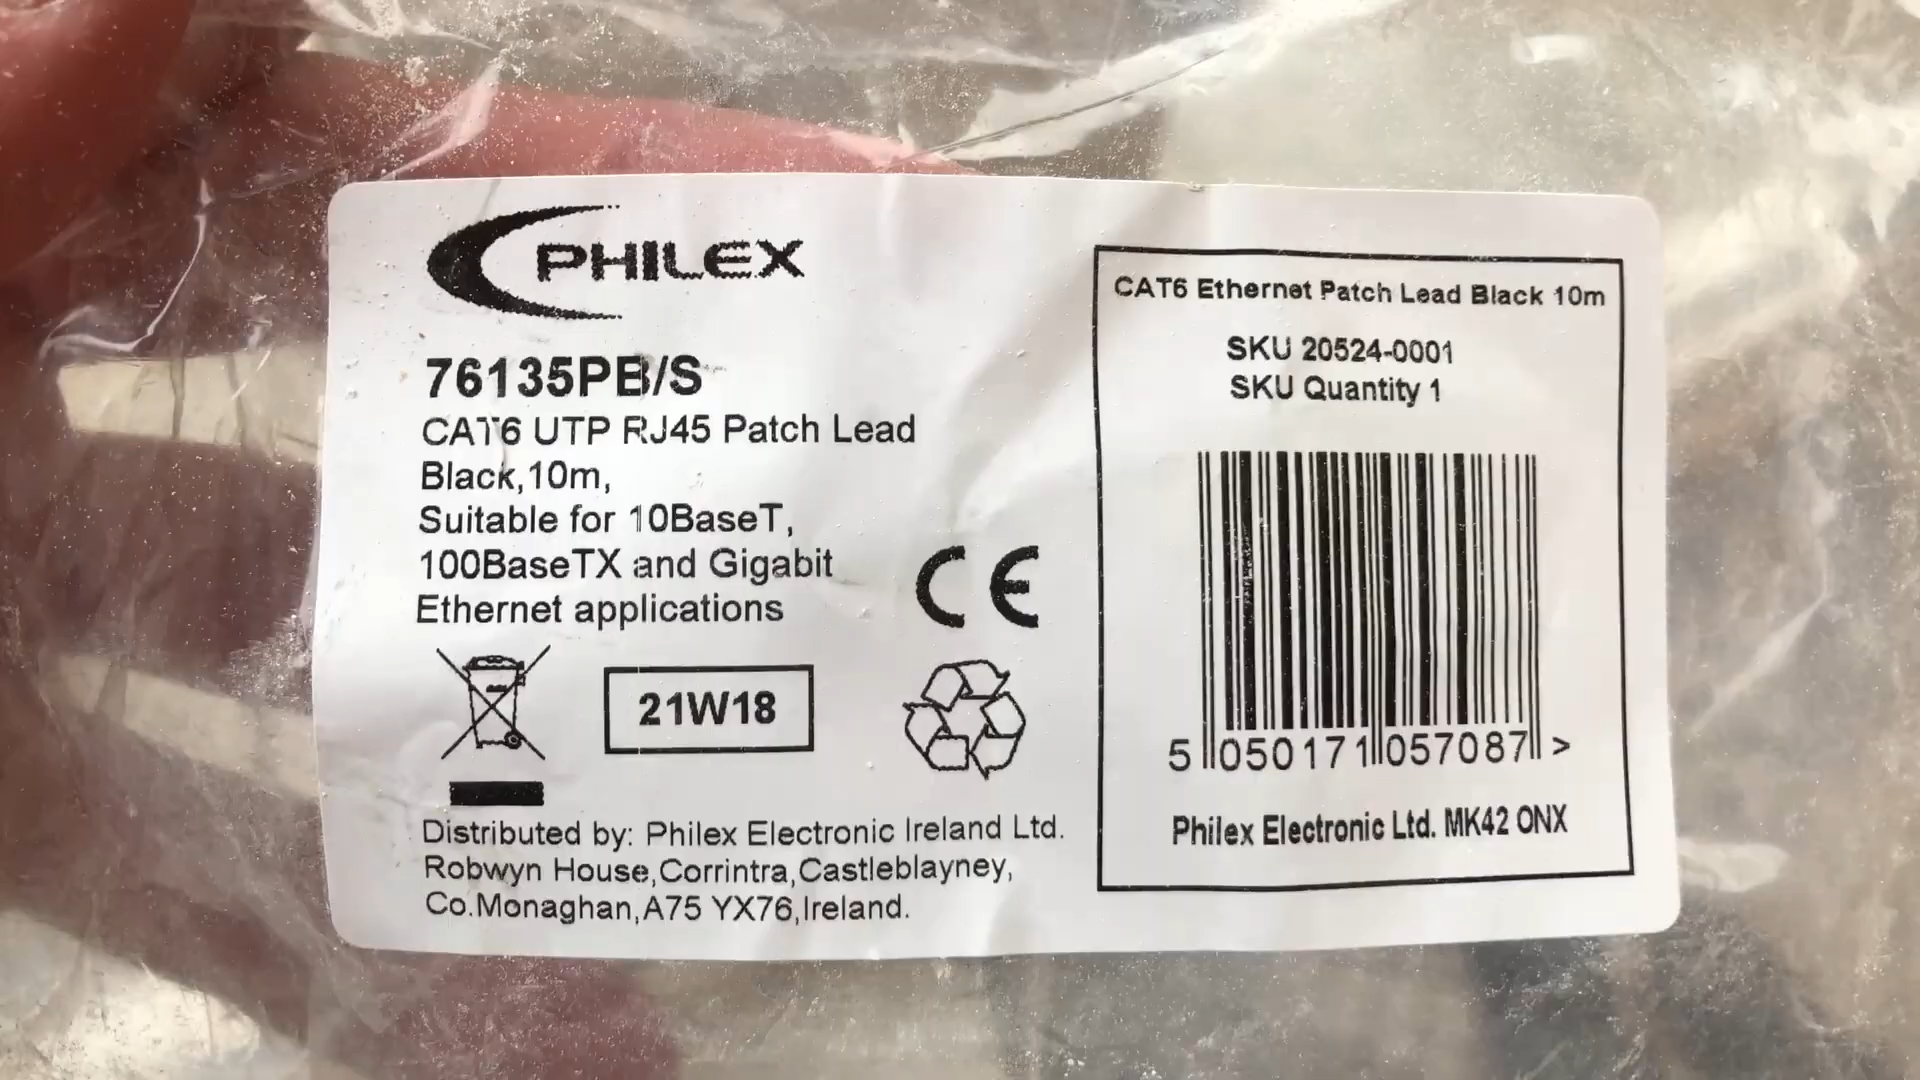 PHILEX
76135PB/S
CAT6 UTP RJ45 Patch Lead
Black,10m,
Suitable for 10BaseT,
100BaseTX and Gigabit
Ethernet applications
CE
21W18
Distributed by: Philex Electronic Ireland Ltd.
Robwyn House,Corrintra,Castleblayney,
Co.Monaghan,A75 YX76,Ireland.
CAT6 Ethernet Patch Lead Black 10m
SKU 20524-0001
SKU Quantity 1
5 050171 057087 >
Philex Electronic Ltd. MK42 ONX